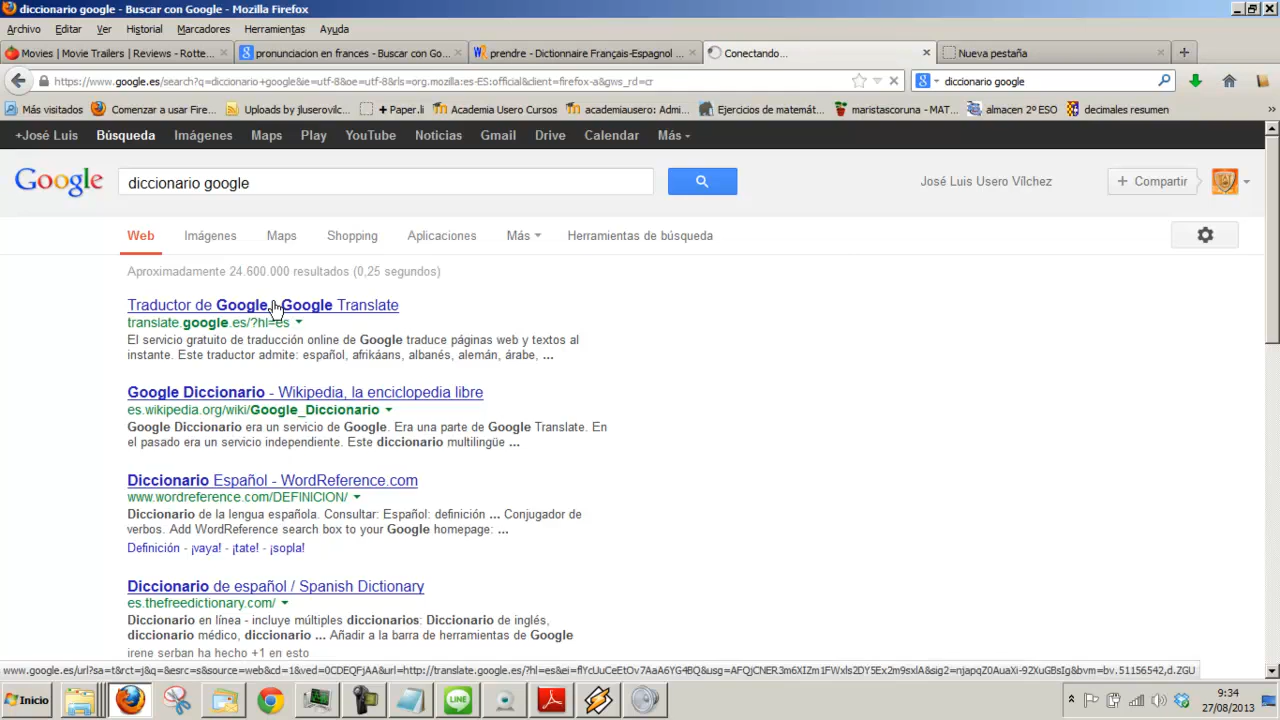 diccionario google - Buscar con Google - Mozilla Firefox
Archivo Editar Ver Historial Marcadores Herramientas Ayuda
Movies | Movie Trailers | Reviews - Rotte... pronunciacion en frances - Buscar con Go... prendre - Dictionnaire Français-Espagnol ... Conectando... Nueva pestaña
https://www.google.es/search?q=diccionario+google&ie=utf-8&oe=utf-8&rls=org.mozilla:es-ES:official&client=firefox-a&gws_rd=cr diccionario google
Más visitados Comenzar a usar Fire... Uploads by jluserovilc... + Paper.li Academia Usero Cursos academiausero: Admi... Ejercicios de matemát... maristascoruna - MAT... almacen 2º ESO decimales resumen
+José Luis Búsqueda Imágenes Maps Play YouTube Noticias Gmail Drive Calendar Más
Google diccionario google José Luis Usero Vílchez + Compartir
Web Imágenes Maps Shopping Aplicaciones Más Herramientas de búsqueda
Aproximadamente 24.600.000 resultados (0,25 segundos)
Traductor de Google Google Translate
translate.google.es/?hl=es
El servicio gratuito de traducción online de Google traduce páginas web y textos al
instante. Este traductor admite: español, afrikáans, albanés, alemán, árabe, ...
Google Diccionario - Wikipedia, la enciclopedia libre
es.wikipedia.org/wiki/Google_Diccionario
Google Diccionario era un servicio de Google. Era una parte de Google Translate. En
el pasado era un servicio independiente. Este diccionario multilingüe ...
Diccionario Español - WordReference.com
www.wordreference.com/DEFINICION/
Diccionario de la lengua española. Consultar: Español: definición ... Conjugador de
verbos. Add WordReference search box to your Google homepage: ...
Definición - ¡vaya! - ¡tate! - ¡sopla!
Diccionario de español / Spanish Dictionary
es.thefreedictionary.com/
Diccionario en línea - incluye múltiples diccionarios: Diccionario de inglés,
diccionario médico, diccionario ... Añadir a la barra de herramientas de Google
irene serban ha hecho +1 en esto
Inicio LINE 9:34
27/08/2013